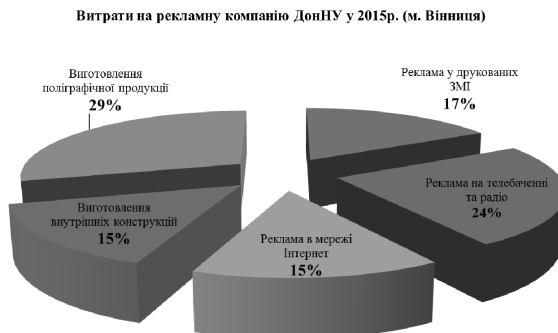 Витрати на рекламну компанію ДонНУ у 2015р. (м. Вінниця)
Виготовлення
поліграфічної продукції
29%
Реклама у друкованих
ЗМІ
17%
Реклама на телебаченні
та радіо
24%
Виготовлення
внутрішніх конструкцій
15%
Реклама в мережі
Інтернет
15%